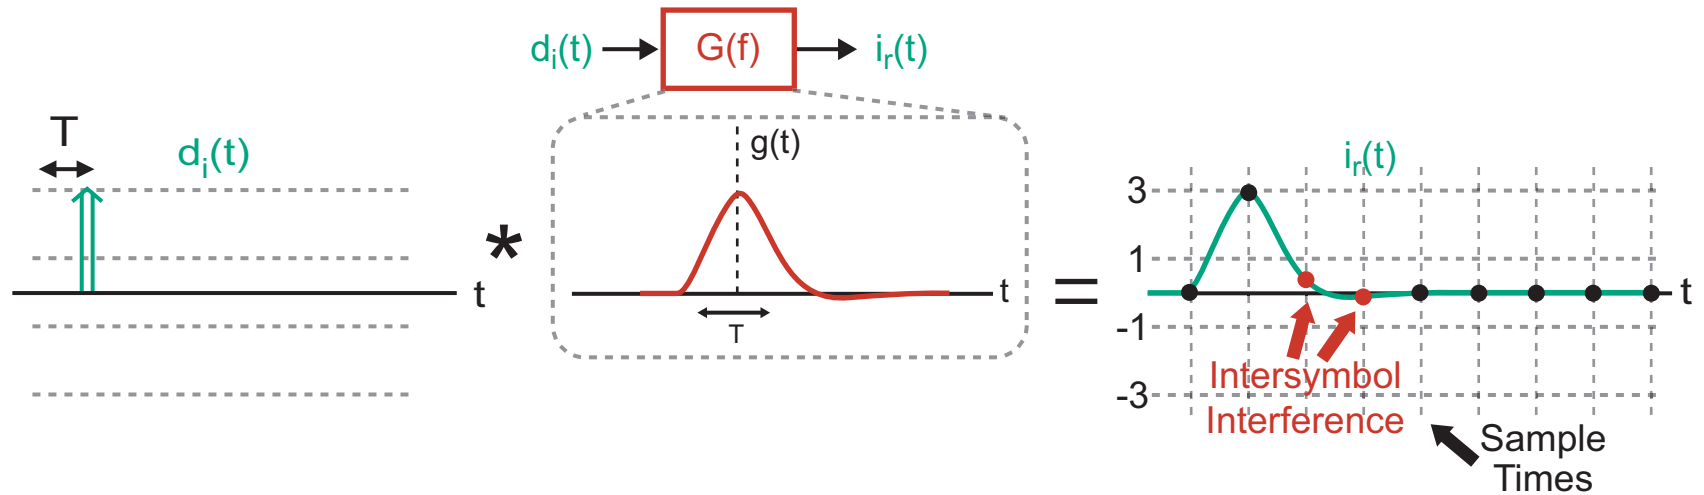 dᵢ(t)
G(f)
iᵣ(t)
T
dᵢ(t)
t
*
g(t)
t
T
=
iᵣ(t)
3
1
-1
-3
t
Intersymbol
Interference
Sample
Times